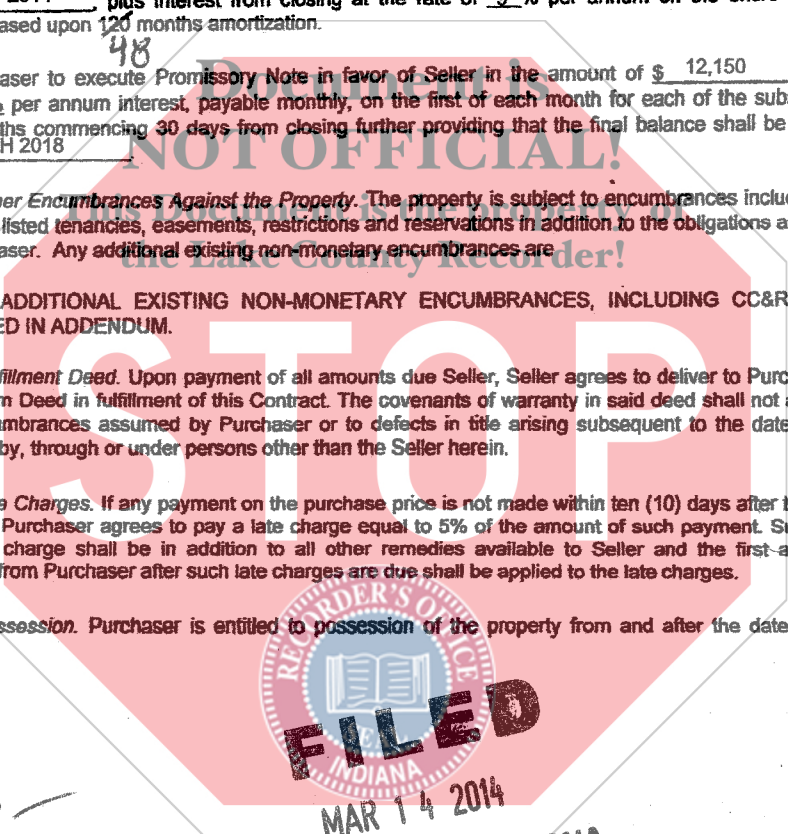 plus interest from closing at the rate of 5 % per annum on the
ased upon 120 months amortization.
48
aser to execute Promissory Note in favor of Seller in the amount of $ 12,150
per annum interest, payable monthly, on the first of each month for each of the sub
ths commencing 30 days from closing further providing that the final balance shall be
H 2018
Document is
NOT OFFICIAL!
This Document is the property of
the Lake County Recorder!
er Encumbrances Against the Property. The property is subject to encumbrances inclu
listed tenancies, easements, restrictions and reservations in addition to the obligations a
aser. Any additional existing non-monetary encumbrances are
ADDITIONAL EXISTING NON-MONETARY ENCUMBRANCES, INCLUDING CC&R
ED IN ADDENDUM.
STOP
fillment Deed. Upon payment of all amounts due Seller, Seller agrees to deliver to Purc
n Deed in fulfillment of this Contract. The covenants of warranty in said deed shall not
umbrances assumed by Purchaser or to defects in title arising subsequent to the date
by, through or under persons other than the Seller herein.
e Charges. If any payment on the purchase price is not made within ten (10) days after t
Purchaser agrees to pay a late charge equal to 5% of the amount of such payment. S
charge shall be in addition to all other remedies available to Seller and the first a
from Purchaser after such late charges are due shall be applied to the late charges.
ssession. Purchaser is entitled to possession of the property from and after the date
RECORDER'S OFFICE
SEAL
INDIANA
FILED
MAR 14 2014